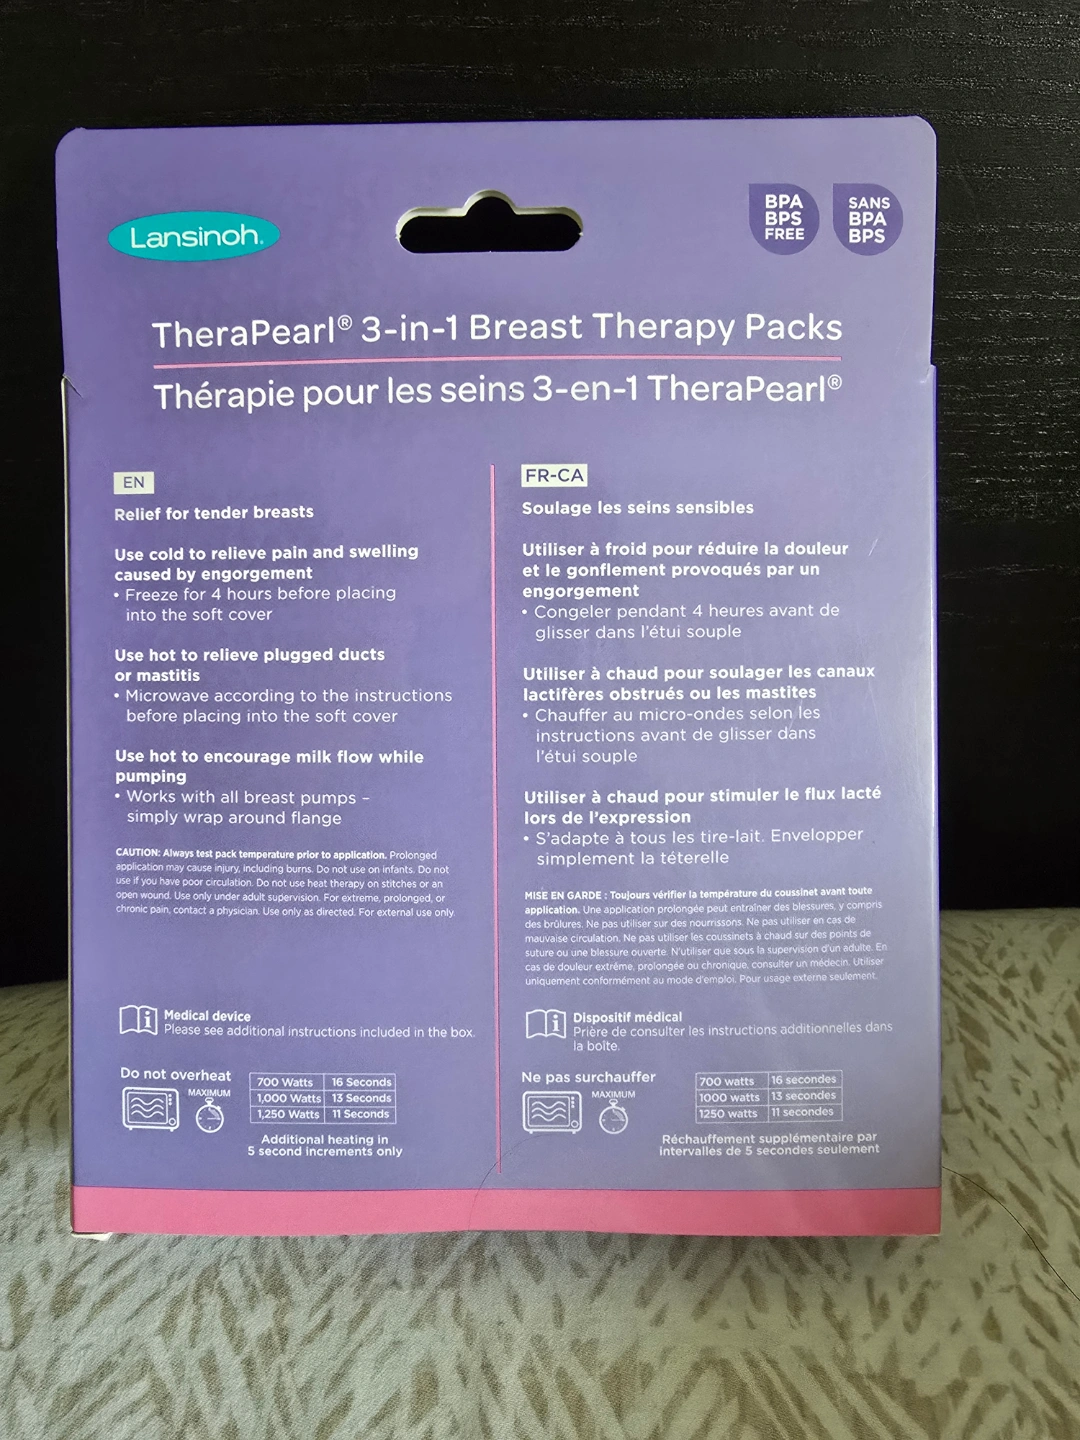 Lansinoh®
BPA
BPS
FREE
SANS
BPA
BPS
TheraPearl® 3-in-1 Breast Therapy Packs
Thérapie pour les seins 3-en-1 TheraPearl®
EN
Relief for tender breasts
Use cold to relieve pain and swelling
caused by engorgement
• Freeze for 4 hours before placing
into the soft cover
Use hot to relieve plugged ducts
or mastitis
• Microwave according to the instructions
before placing into the soft cover
Use hot to encourage milk flow while
pumping
• Works with all breast pumps –
simply wrap around flange
CAUTION: Always test pack temperature prior to application. Prolonged
application may cause injury, including burns. Do not use on infants. Do not
use if you have poor circulation. Do not use heat therapy on stitches or an
open wound. Use only under adult supervision. For extreme, prolonged, or
chronic pain, contact a physician. Use only as directed. For external use only.
Medical device
Please see additional instructions included in the box.
Do not overheat
MAXIMUM
700 Watts 16 Seconds
1,000 Watts 13 Seconds
1,250 Watts 11 Seconds
Additional heating in
5 second increments only
FR-CA
Soulage les seins sensibles
Utiliser à froid pour réduire la douleur
et le gonflement provoqués par un
engorgement
• Congeler pendant 4 heures avant de
glisser dans l'étui souple
Utiliser à chaud pour soulager les canaux
lactifères obstrués ou les mastites
• Chauffer au micro-ondes selon les
instructions avant de glisser dans
l'étui souple
Utiliser à chaud pour stimuler le flux lacté
lors de l'expression
• S'adapte à tous les tire-lait. Envelopper
simplement la téterelle
MISE EN GARDE : Toujours vérifier la température du coussinet avant toute
application. Une application prolongée peut entraîner des blessures, y compris
des brûlures. Ne pas utiliser sur des nourrissons. Ne pas utiliser en cas de
mauvaise circulation. Ne pas utiliser les coussinets à chaud sur des points de
suture ou une blessure ouverte. N'utiliser que sous la supervision d'un adulte. En
cas de douleur extrême, prolongée ou chronique, consulter un médecin. Utiliser
uniquement conformément au mode d'emploi. Pour usage externe seulement.
Dispositif médical
Prière de consulter les instructions additionnelles dans
la boîte.
Ne pas surchauffer
MAXIMUM
700 watts 16 secondes
1000 watts 13 secondes
1250 watts 11 secondes
Réchauffement supplémentaire par
intervalles de 5 secondes seulement